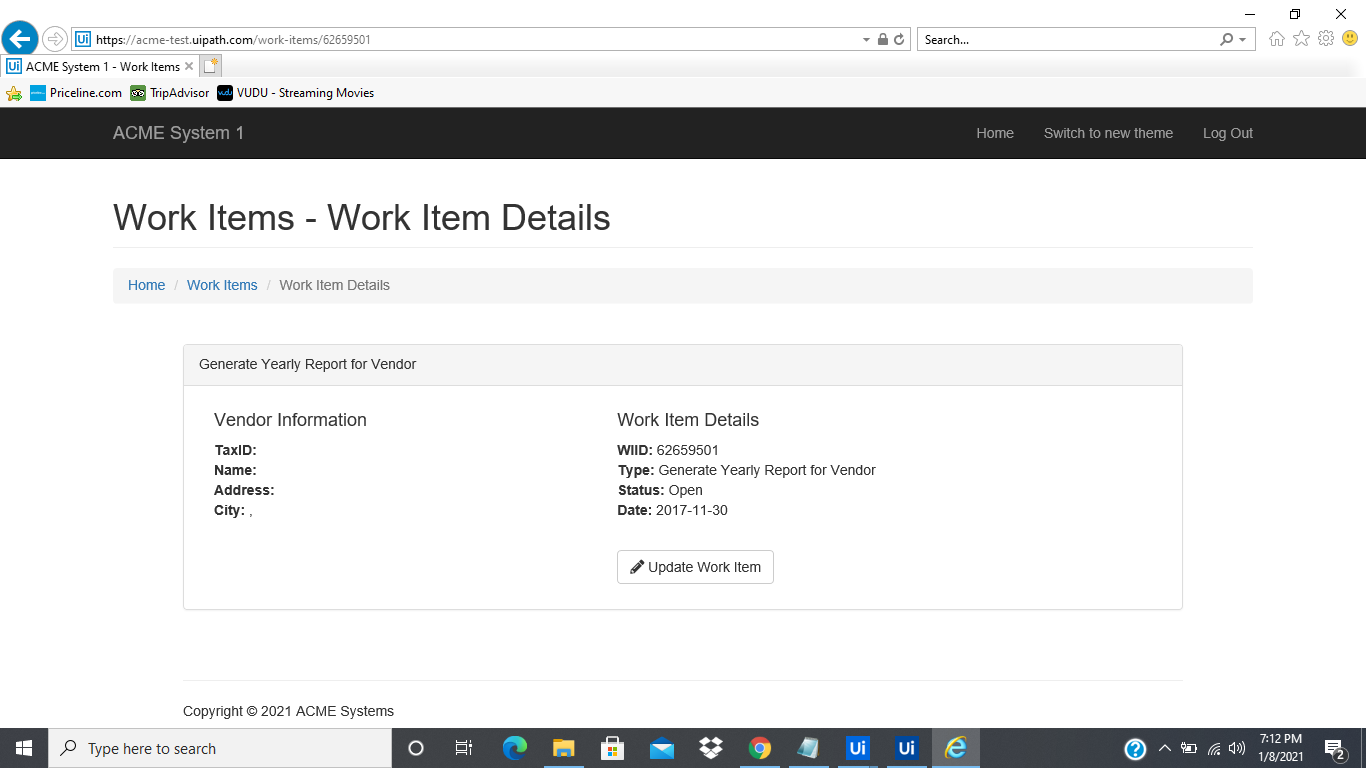 https://acme-test.uipath.com/work-items/62659501
Search...
Ui ACME System 1 - Work Items
Priceline.com TripAdvisor VUDU - Streaming Movies
ACME System 1 Home Switch to new theme Log Out
Work Items - Work Item Details
Home / Work Items / Work Item Details
Generate Yearly Report for Vendor
Vendor Information
TaxID:
Name:
Address:
City: ,
Work Item Details
WIID: 62659501
Type: Generate Yearly Report for Vendor
Status: Open
Date: 2017-11-30
Update Work Item
Copyright © 2021 ACME Systems
Type here to search
Ui
Ui
7:12 PM
1/8/2021
2